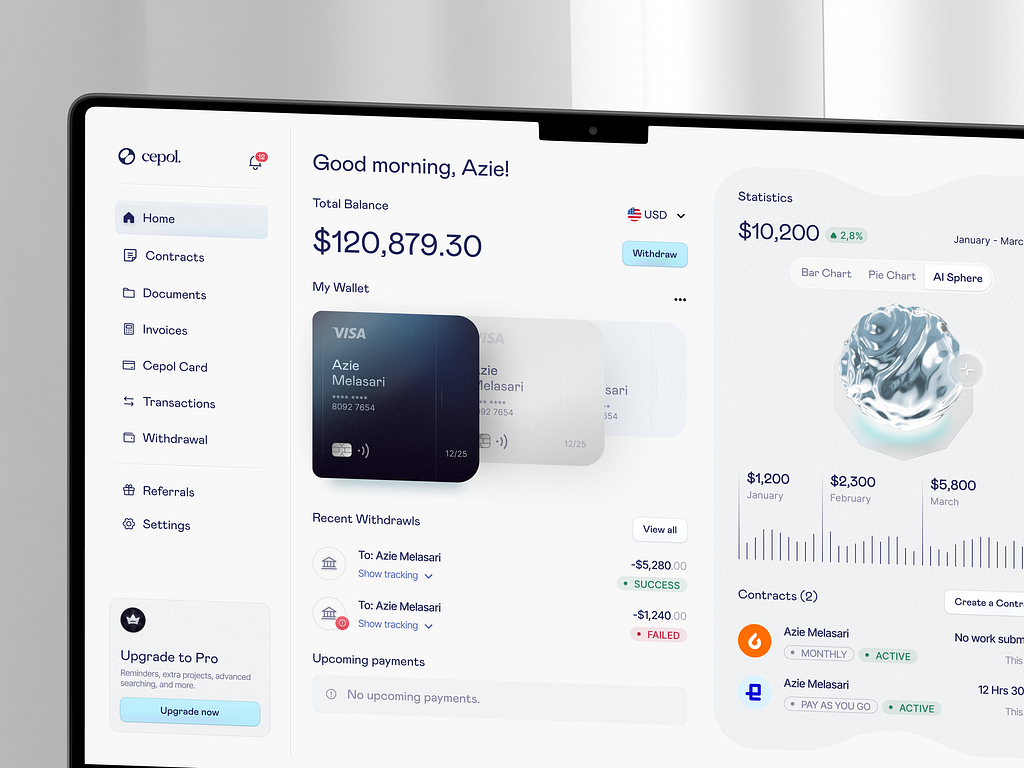 cepol.
12
Home
Contracts
Documents
Invoices
Cepol Card
Transactions
Withdrawal
Referrals
Settings
Upgrade to Pro
Reminders, extra projects, advanced
searching, and more.
Upgrade now
Good morning, Azie!
Total Balance
USD
$120,879.30
Withdraw
My Wallet
VISA
Azie
Melasari
**** ****
8092 7654
12/25
VISA
zie
elasari
** ****
092 7654
12/25
sari
654
Recent Withdrawls
View all
To: Azie Melasari
-$5,280.00
Show tracking
SUCCESS
To: Azie Melasari
-$1,240.00
Show tracking
FAILED
Upcoming payments
No upcoming payments.
Statistics
$10,200
2,8%
January - Marc
Bar Chart
Pie Chart
AI Sphere
$1,200
January
$2,300
February
$5,800
March
Contracts (2)
Create a Contr
Azie Melasari
No work subm
MONTHLY
ACTIVE
This
Azie Melasari
12 Hrs 30
PAY AS YOU GO
ACTIVE
This